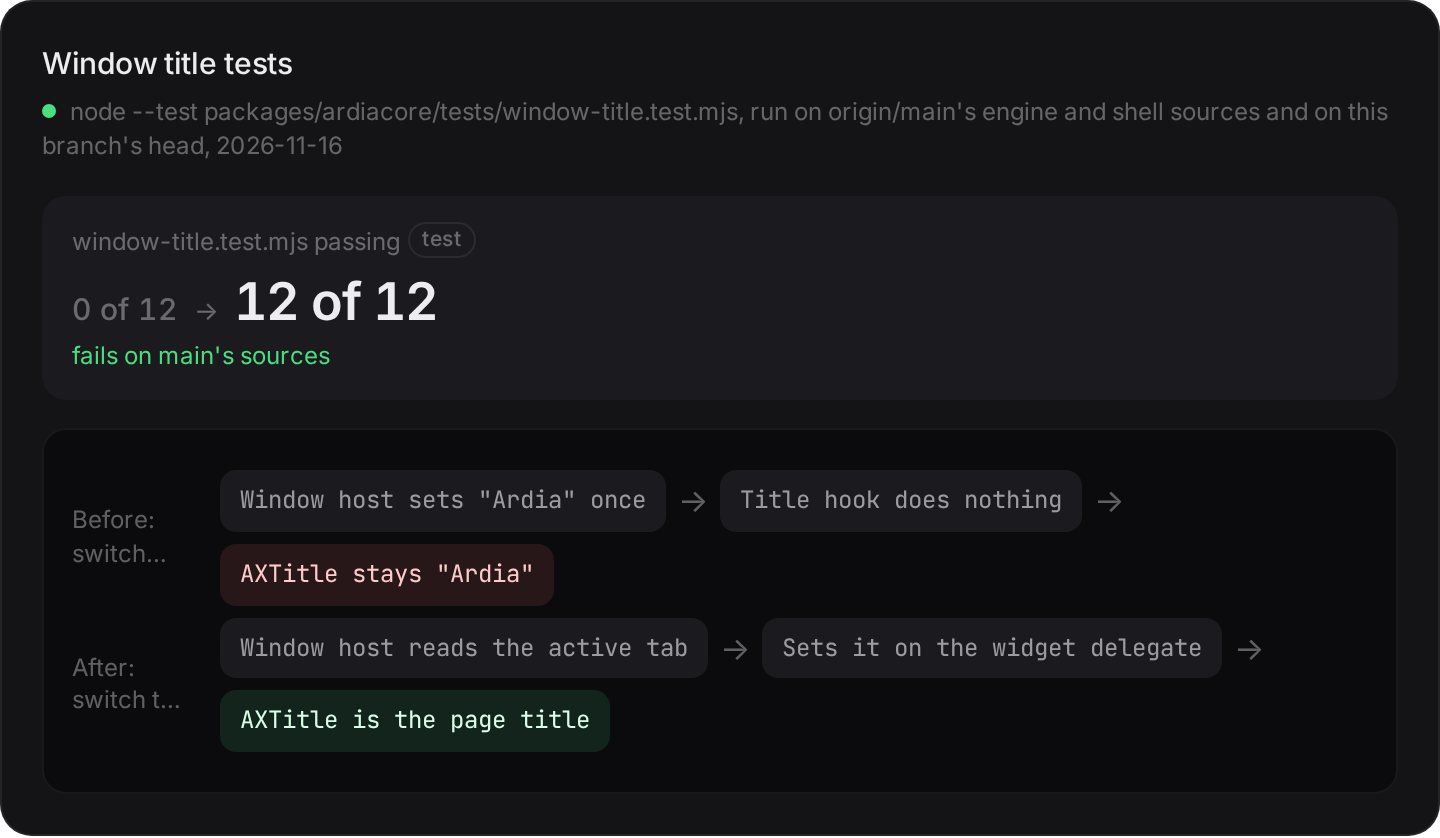 Window title tests
node --test packages/ardiacore/tests/window-title.test.mjs, run on origin/main's engine and shell sources and on this
branch's head, 2026-11-16
window-title.test.mjs passing test
0 of 12 → 12 of 12
fails on main's sources
Before:
switch...
Window host sets "Ardia" once → Title hook does nothing →
AXTitle stays "Ardia"
After:
switch t...
Window host reads the active tab → Sets it on the widget delegate →
AXTitle is the page title